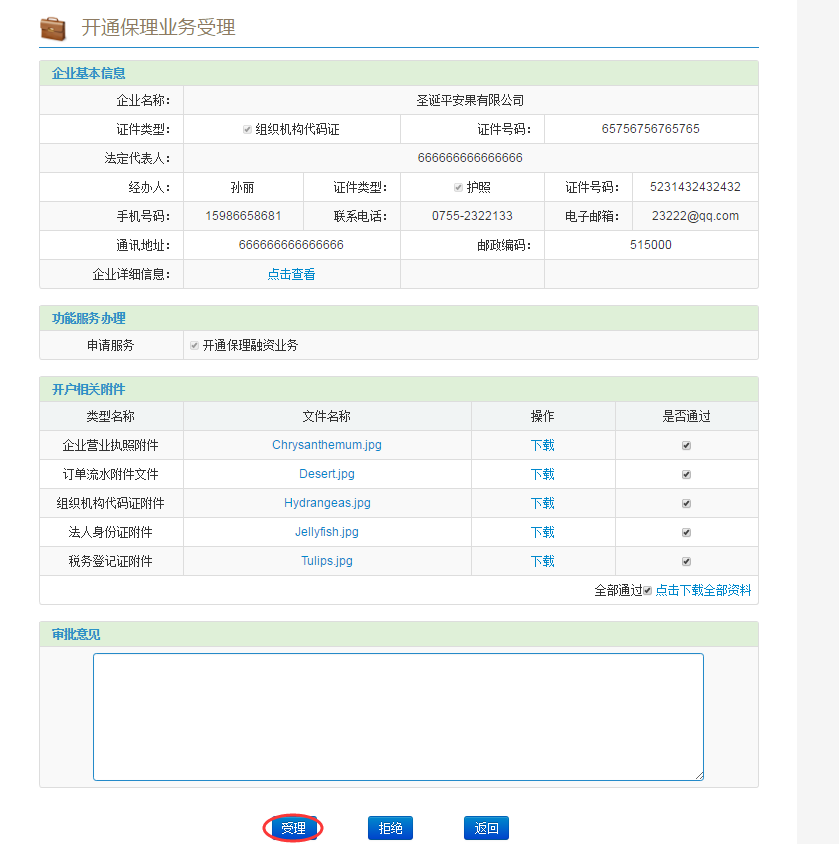 开通保理业务受理
企业基本信息
企业名称： 圣诞平安果有限公司
证件类型： 组织机构代码证 证件号码： 65756756765765
法定代表人： 666666666666666
经办人： 孙丽 证件类型： 护照 证件号码： 5231432432432
手机号码： 15986658681 联系电话： 0755-2322133 电子邮箱： 23222@qq.com
通讯地址： 666666666666666 邮政编码： 515000
企业详细信息： 点击查看
功能服务办理
申请服务 开通保理融资业务
开户相关附件
类型名称 文件名称 操作 是否通过
企业营业执照附件 Chrysanthemum.jpg 下载
订单流水附件文件 Desert.jpg 下载
组织机构代码证附件 Hydrangeas.jpg 下载
法人身份证附件 Jellyfish.jpg 下载
税务登记证附件 Tulips.jpg 下载
全部通过 点击下载全部资料
审批意见
受理 拒绝 返回